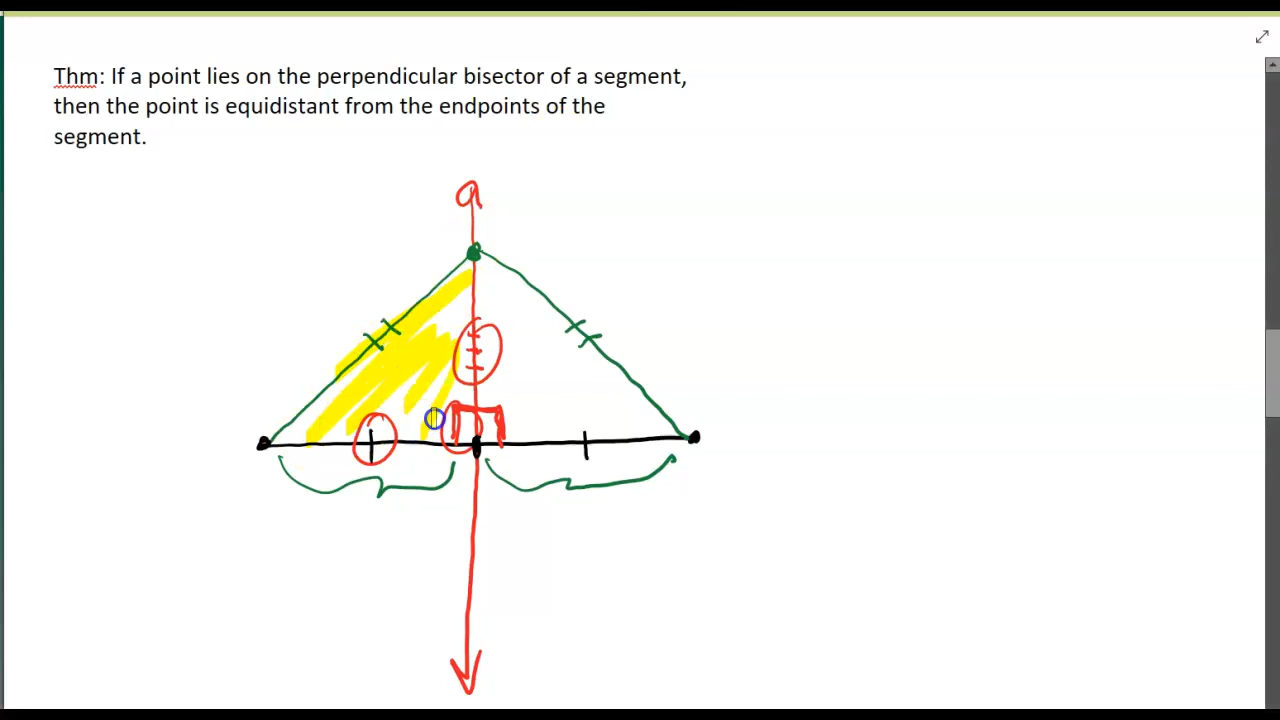 Thm: If a point lies on the perpendicular bisector of a segment,
then the point is equidistant from the endpoints of the
segment.